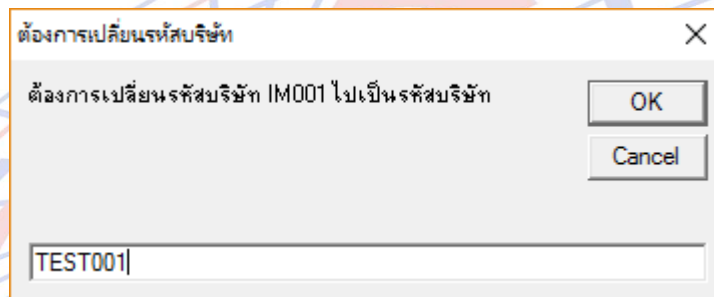 ต้องการเปลี่ยนรหัสบริษัท
ต้องการเปลี่ยนรหัสบริษัท IM001 ไปเป็นรหัสบริษัท
OK
Cancel
TEST001